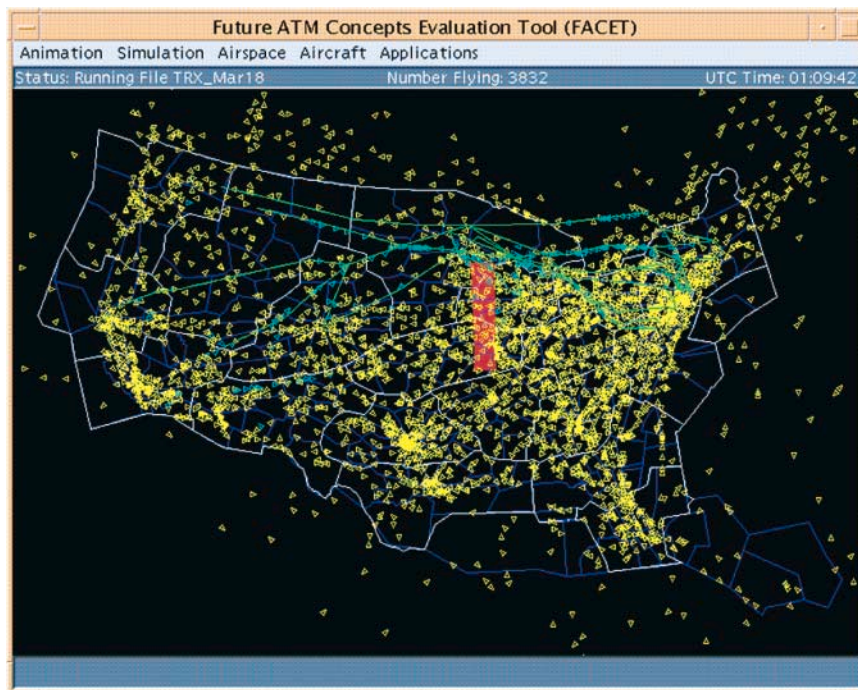 Future ATM Concepts Evaluation Tool (FACET)
Animation Simulation Airspace Aircraft Applications
Status: Running File TRX_Mar18 Number Flying: 3832 UTC Time: 01:09:42